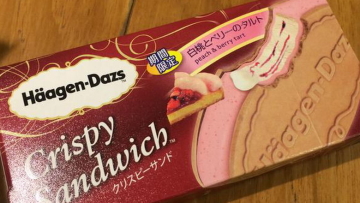 Häagen-Dazs
期間
限定
白桃とベリーのタルト
peach & berry tart
Crispy
Sandwich™
クリスピーサンド
Häagen-Dazs